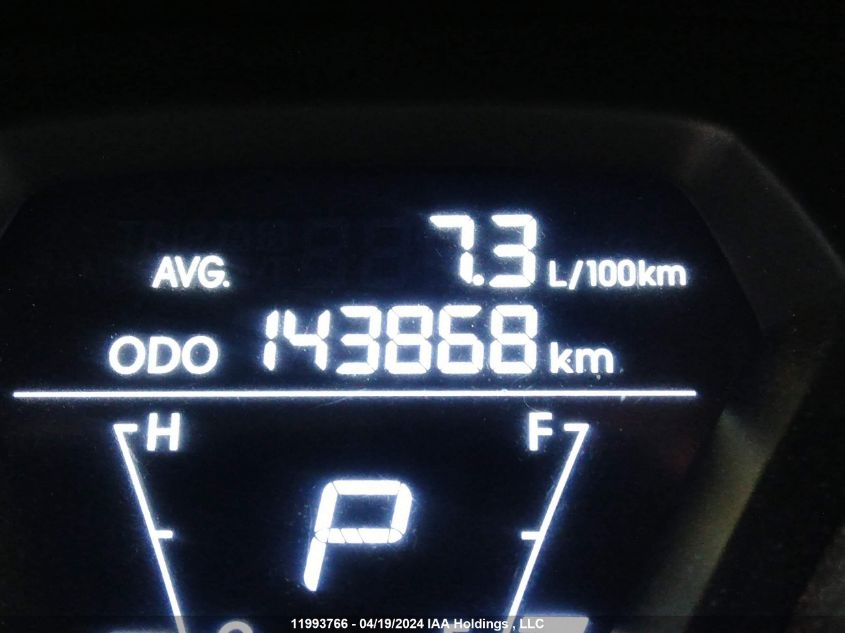 AVG. 7.3 L/100km
ODO 143868 km
H F
P
11993766 - 04/19/2024 IAA Holdings , LLC